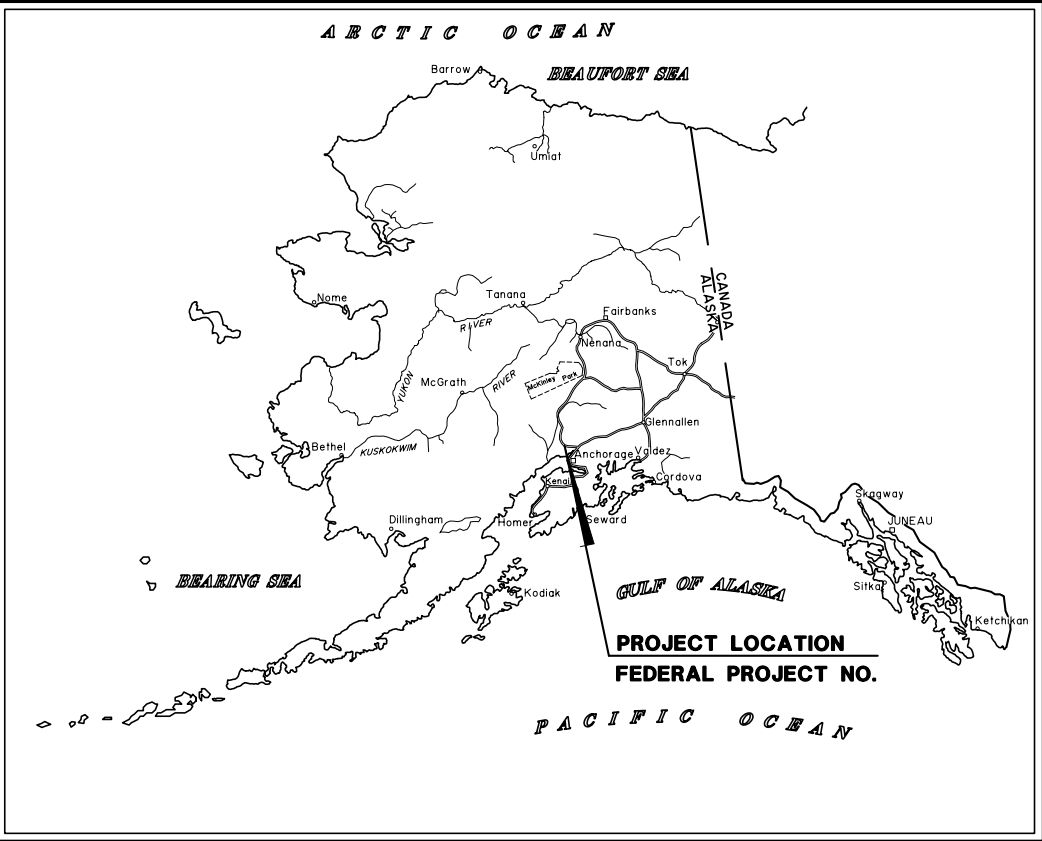 ARCTIC OCEAN
Barrow
BEAUFORT SEA
Umiat
CANADA
ALASKA
Nome
Tanana
Fairbanks
RIVER
Nenana
Tok
McGrath
RIVER
McKinley Park
YUKON
Glennallen
Bethel
KUSKOKWIM
Anchorage
Valdez
Kenai
Cordova
Skagway
Dillingham
Homer
Seward
JUNEAU
BEARING SEA
GULF OF ALASKA
Sitka
Kodiak
Ketchikan
PROJECT LOCATION
FEDERAL PROJECT NO.
PACIFIC OCEAN